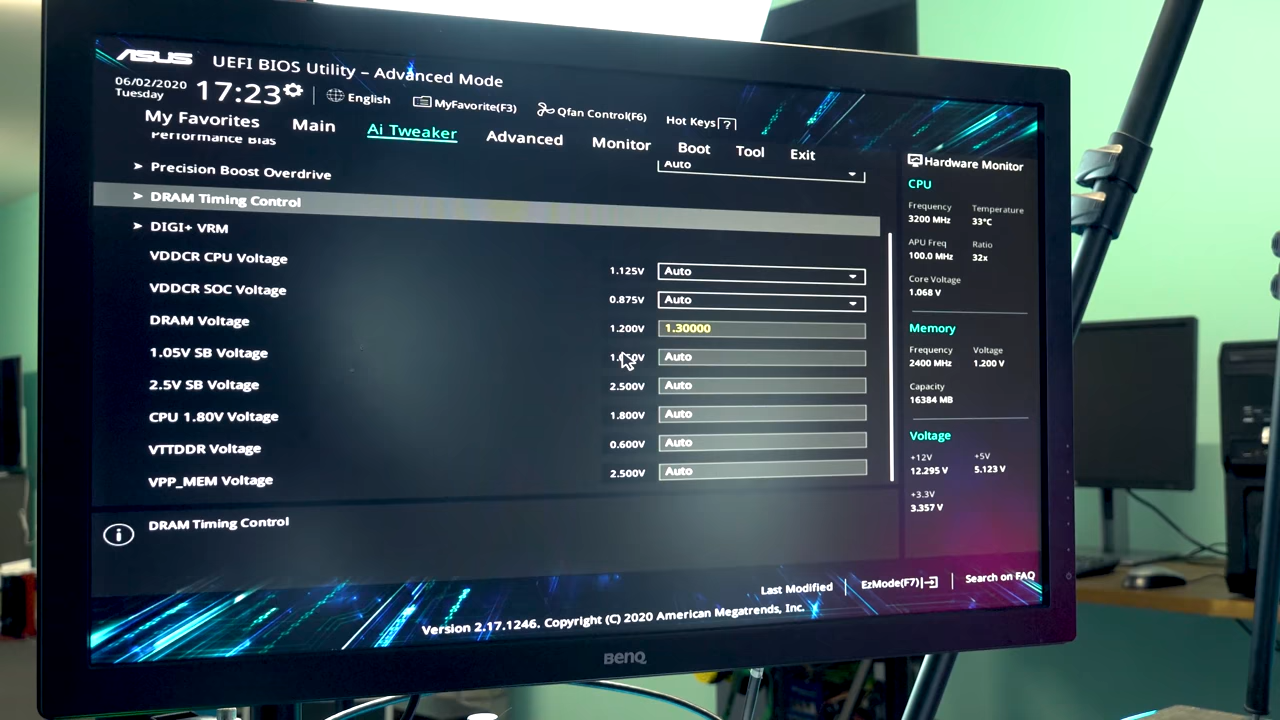 ASUS UEFI BIOS Utility – Advanced Mode
06/02/2020
Tuesday
17:23
English
MyFavorite(F3)
Qfan Control(F6)
Hot Keys ?
My Favorites
Main
Ai Tweaker
Advanced
Monitor
Boot
Tool
Exit
Performance Bias
Auto
> Precision Boost Overdrive
> DRAM Timing Control
> DIGI+ VRM
VDDCR CPU Voltage 1.125V Auto
VDDCR SOC Voltage 0.875V Auto
DRAM Voltage 1.200V 1.30000
1.05V SB Voltage Auto
2.5V SB Voltage 2.500V Auto
CPU 1.80V Voltage 1.800V Auto
VTTDDR Voltage 0.600V Auto
VPP_MEM Voltage 2.500V Auto
DRAM Timing Control
Hardware Monitor
CPU
Frequency Temperature
3200 MHz 33°C
APU Freq Ratio
100.0 MHz 32x
Core Voltage
1.068 V
Memory
Frequency Voltage
2400 MHz 1.200 V
Capacity
16384 MB
Voltage
+12V +5V
12.295 V 5.123 V
+3.3V
3.357 V
Last Modified
EzMode(F7)
Search on FAQ
Version 2.17.1246. Copyright (C) 2020 American Megatrends, Inc.
BenQ